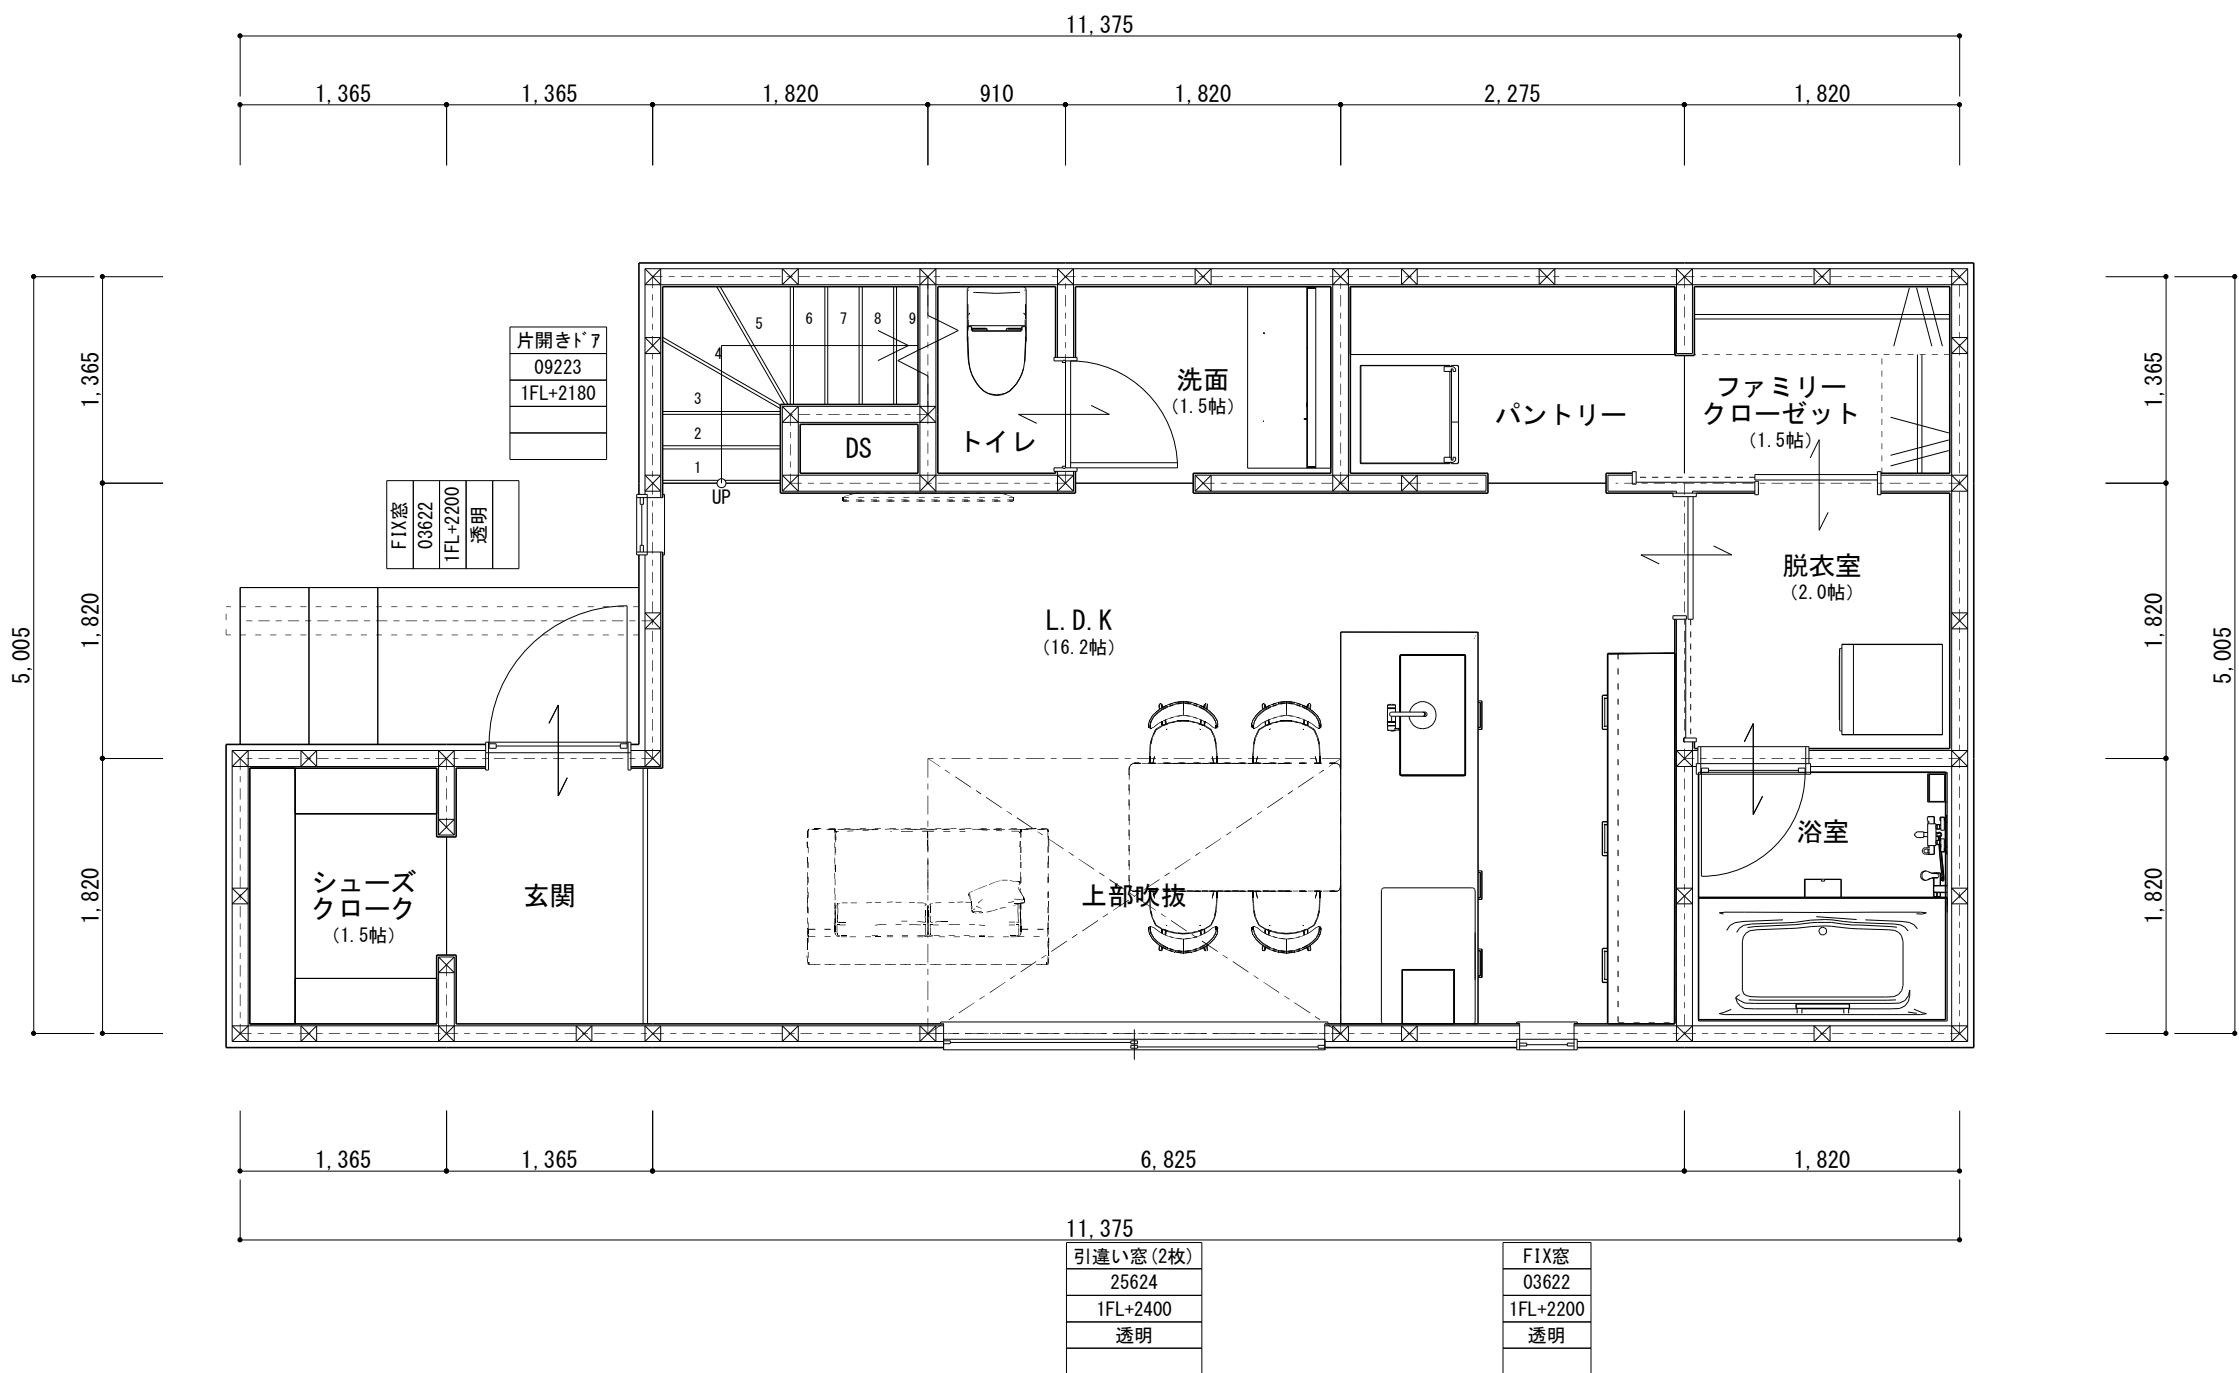 11,375
1,365
1,365
1,820
910
1,820
2,275
1,820
片開きドア
09223
1FL+2180
FIX窓
03622
1FL+2200
透明
5,005
1,365
1,820
1,820
1
2
3
4
5
6
7
8
9
UP
DS
トイレ
洗面
(1.5帖)
パントリー
ファミリー
クローゼット
(1.5帖)
脱衣室
(2.0帖)
L.D.K
(16.2帖)
浴室
シューズ
クローク
(1.5帖)
玄関
上部吹抜
1,365
1,820
1,820
5,005
1,365
1,365
6,825
1,820
11,375
引違い窓(2枚)
25624
1FL+2400
透明
FIX窓
03622
1FL+2200
透明